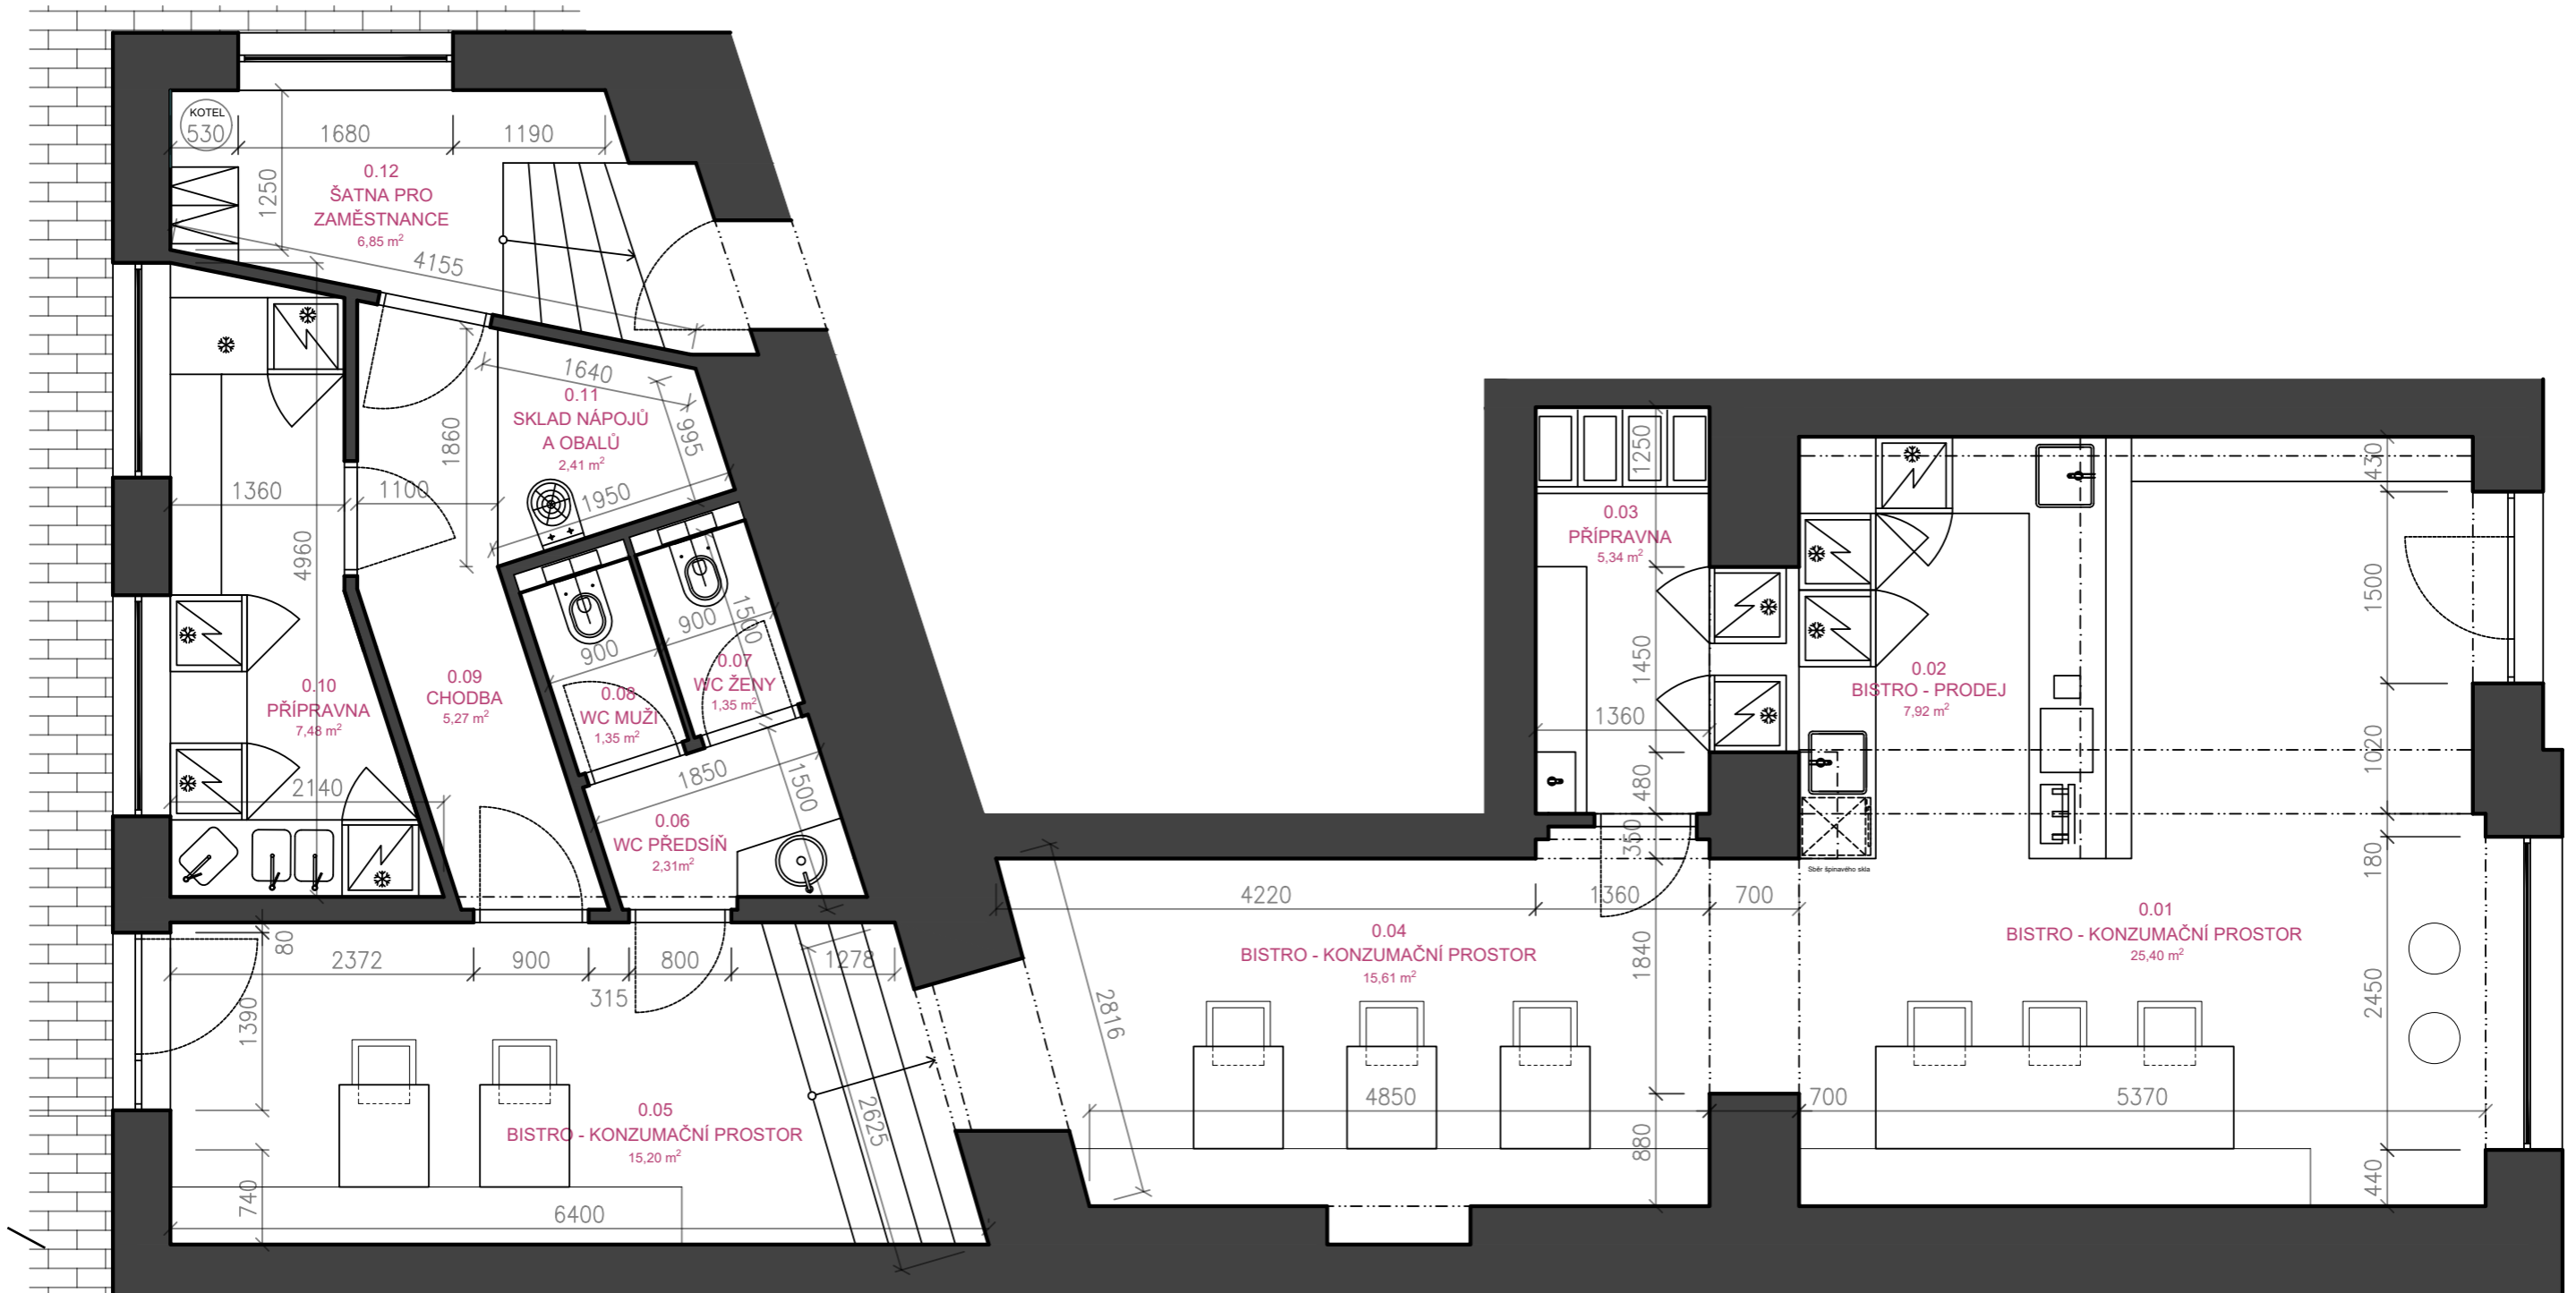 KOTEL
530
1680
1190
1250
0.12
ŠATNA PRO
ZAMĚSTNANCE
6,85 m²
4155
1640
0.11
SKLAD NÁPOJŮ
A OBALŮ
2,41 m²
995
1860
1360
1100
1950
4960
900
900
1500
0.07
WC ŽENY
1,35 m²
0.08
WC MUŽI
1,35 m²
0.09
CHODBA
5,27 m²
0.10
PŘÍPRAVNA
7,48 m²
2140
1850
1500
0.06
WC PŘEDSÍŇ
2,31m²
80
2372
900
315
800
1278
1390
740
2625
0.05
BISTRO - KONZUMAČNÍ PROSTOR
15,20 m²
6400
1250
0.03
PŘÍPRAVNA
5,34 m²
1450
1360
480
350
4220
1360
700
0.04
BISTRO - KONZUMAČNÍ PROSTOR
15,61 m²
2816
1840
4850
880
700
5370
0.02
BISTRO - PRODEJ
7,92 m²
Sběr špinavého skla
0.01
BISTRO - KONZUMAČNÍ PROSTOR
25,40 m²
430
1500
1020
180
2450
440